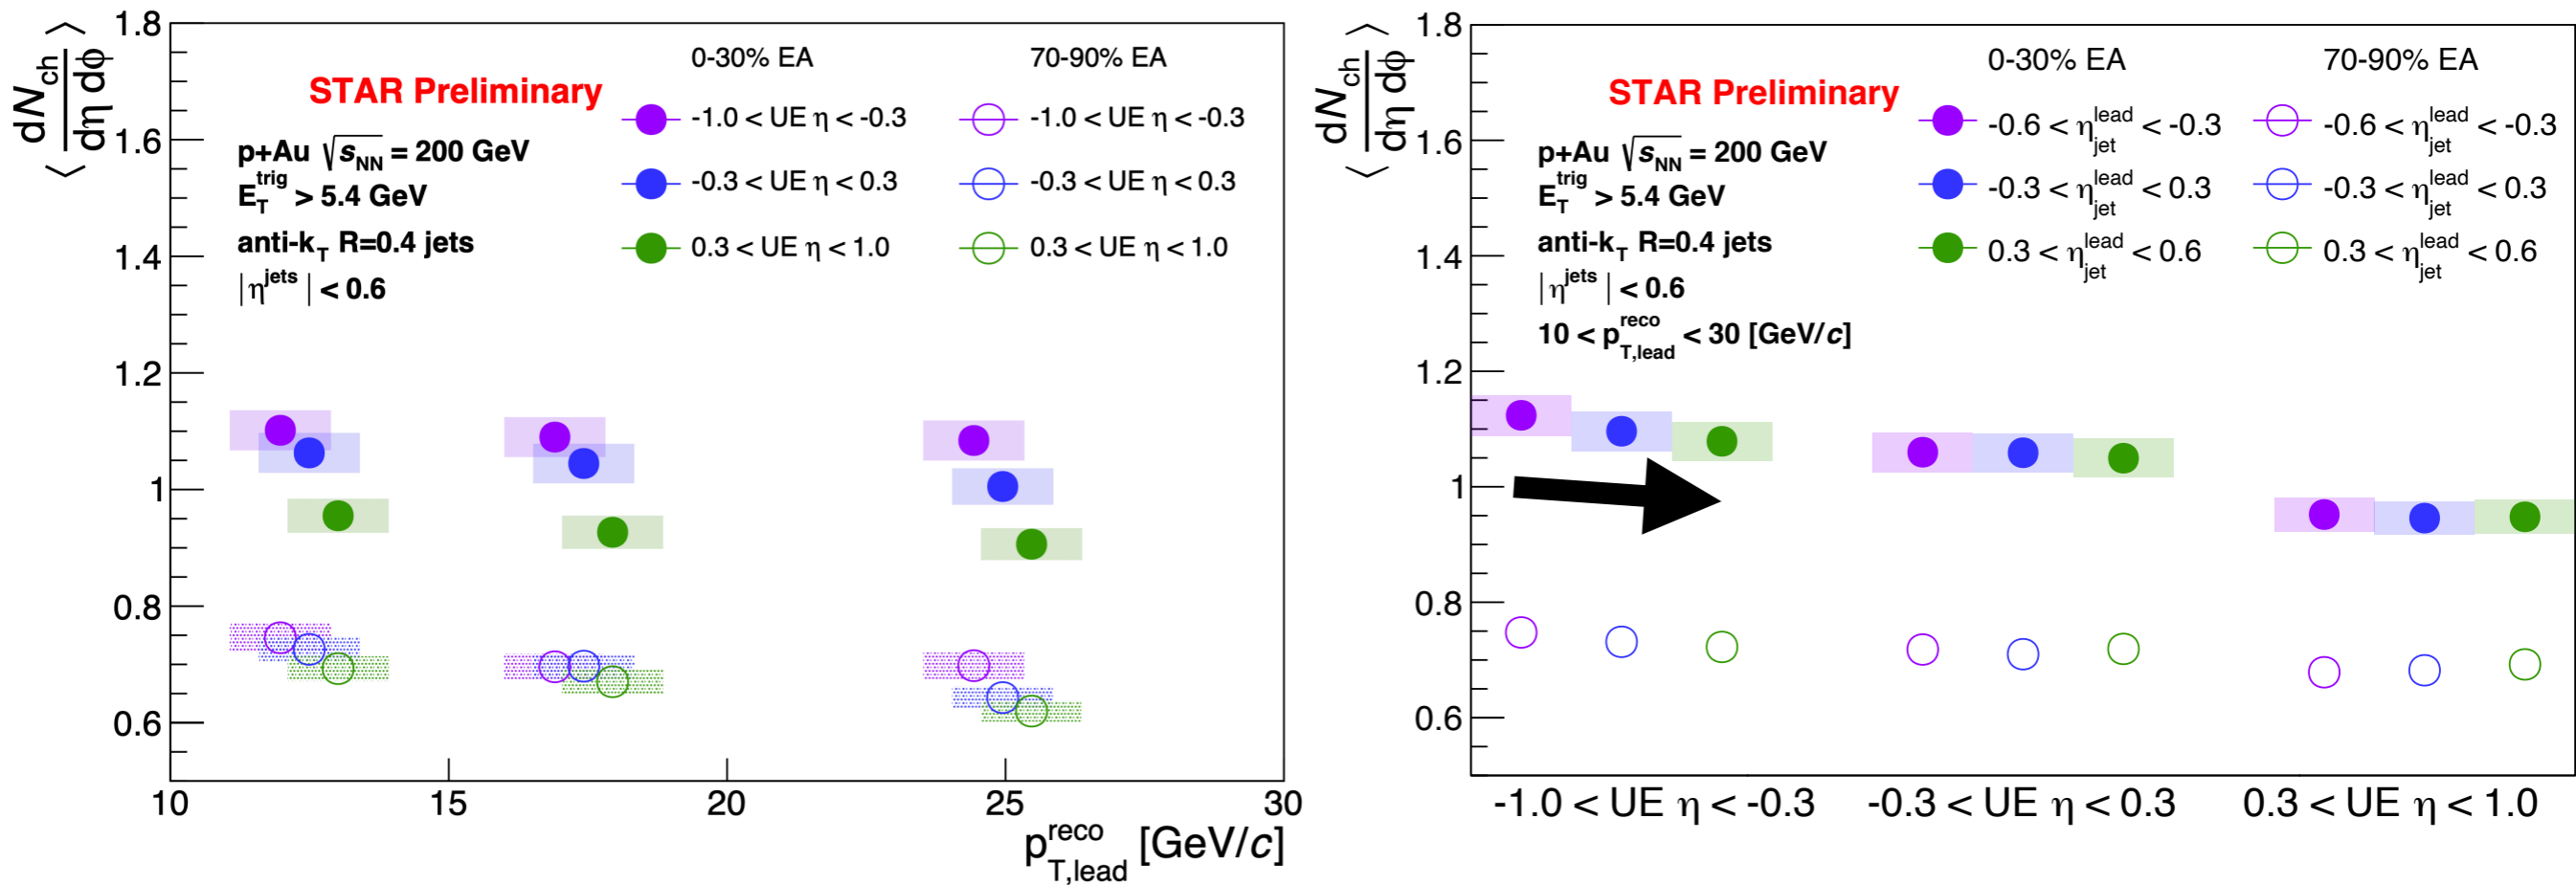 ⟨ dN_ch / dη dφ ⟩
1.8
1.6
1.4
1.2
1
0.8
0.6
STAR Preliminary
p+Au √s_NN = 200 GeV
E_T^trig > 5.4 GeV
anti-k_T R=0.4 jets
|η^jets| < 0.6
0-30% EA 70-90% EA
-1.0 < UE η < -0.3 -1.0 < UE η < -0.3
-0.3 < UE η < 0.3 -0.3 < UE η < 0.3
0.3 < UE η < 1.0 0.3 < UE η < 1.0
10 15 20 25 30
p_T,lead^reco [GeV/c]
⟨ dN_ch / dη dφ ⟩
1.8
1.6
1.4
1.2
1
0.8
0.6
STAR Preliminary
p+Au √s_NN = 200 GeV
E_T^trig > 5.4 GeV
anti-k_T R=0.4 jets
|η^jets| < 0.6
10 < p_T,lead^reco < 30 [GeV/c]
0-30% EA 70-90% EA
-0.6 < η_jet^lead < -0.3 -0.6 < η_jet^lead < -0.3
-0.3 < η_jet^lead < 0.3 -0.3 < η_jet^lead < 0.3
0.3 < η_jet^lead < 0.6 0.3 < η_jet^lead < 0.6
-1.0 < UE η < -0.3 -0.3 < UE η < 0.3 0.3 < UE η < 1.0